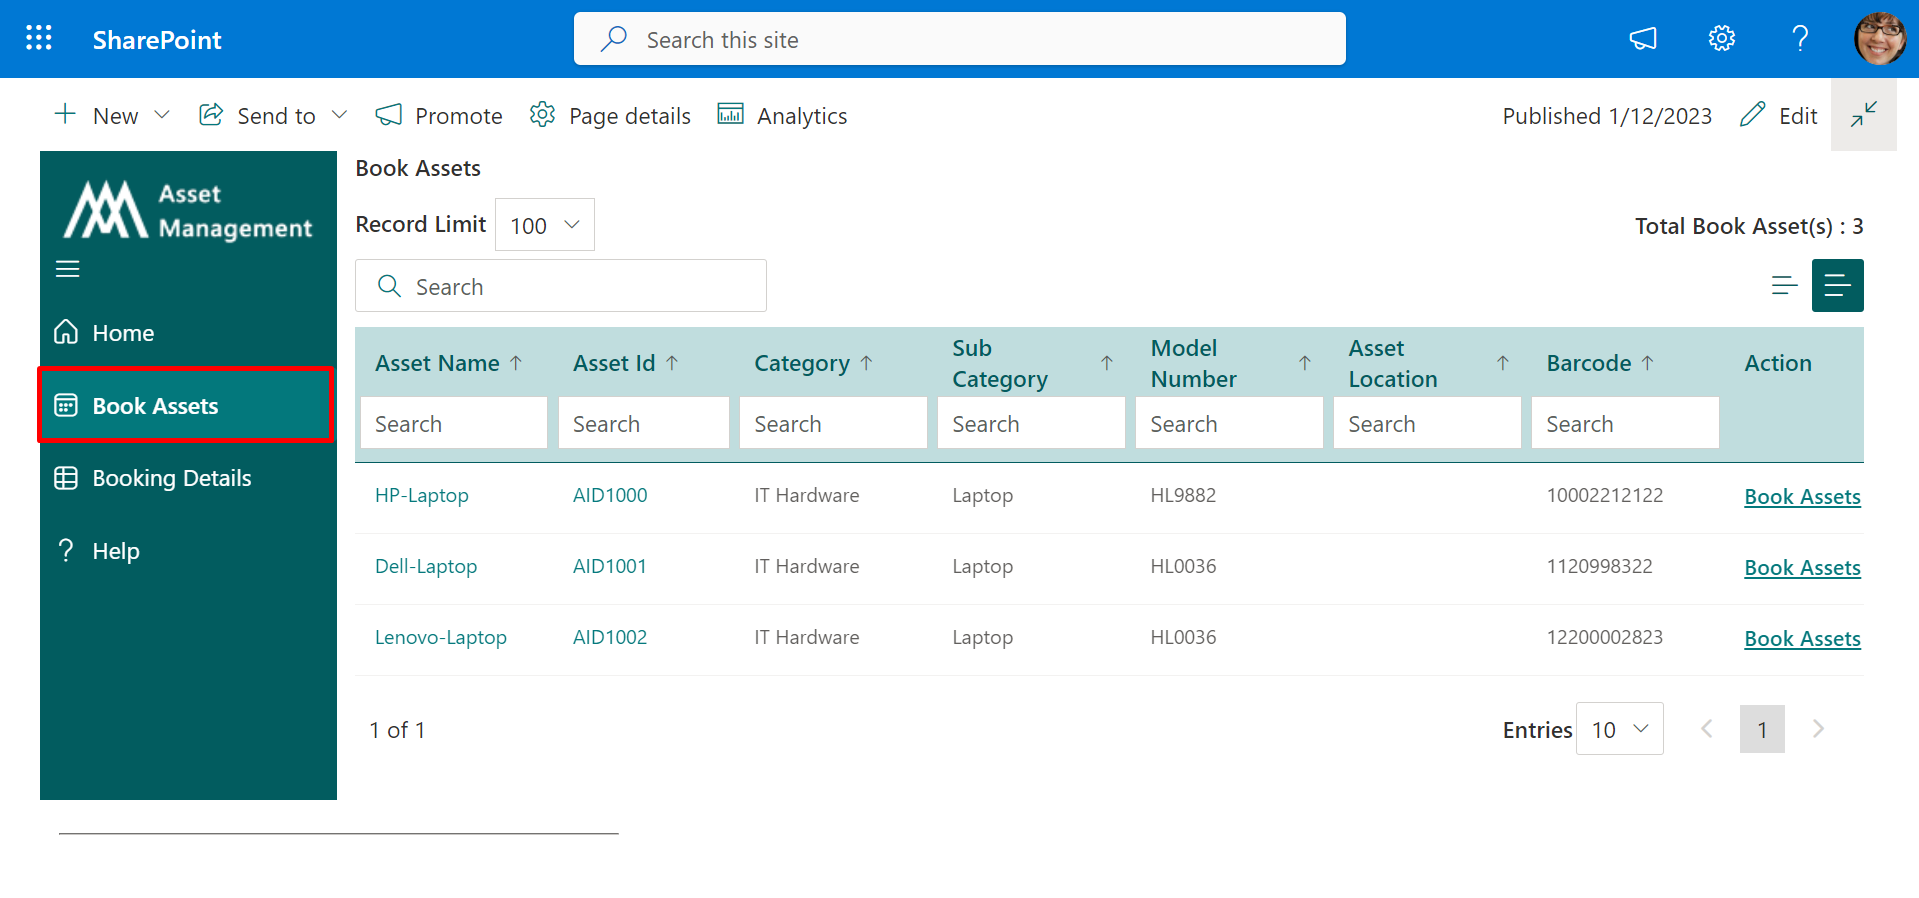 SharePoint
Search this site
New
Send to
Promote
Page details
Analytics
Published 1/12/2023
Edit
Asset
Management
Home
Book Assets
Booking Details
Help
Book Assets
Record Limit 100
Total Book Asset(s) : 3
Search
Asset Name Asset Id Category Sub Category Model Number Asset Location Barcode Action
Search Search Search Search Search Search Search
HP-Laptop AID1000 IT Hardware Laptop HL9882 10002212122 Book Assets
Dell-Laptop AID1001 IT Hardware Laptop HL0036 1120998322 Book Assets
Lenovo-Laptop AID1002 IT Hardware Laptop HL0036 12200002823 Book Assets
1 of 1
Entries 10
1